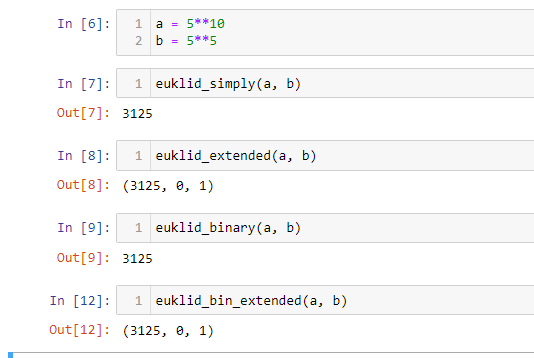 In [6]: 1 a = 5**10
2 b = 5**5
In [7]: 1 euklid_simply(a, b)
Out[7]: 3125
In [8]: 1 euklid_extended(a, b)
Out[8]: (3125, 0, 1)
In [9]: 1 euklid_binary(a, b)
Out[9]: 3125
In [12]: 1 euklid_bin_extended(a, b)
Out[12]: (3125, 0, 1)